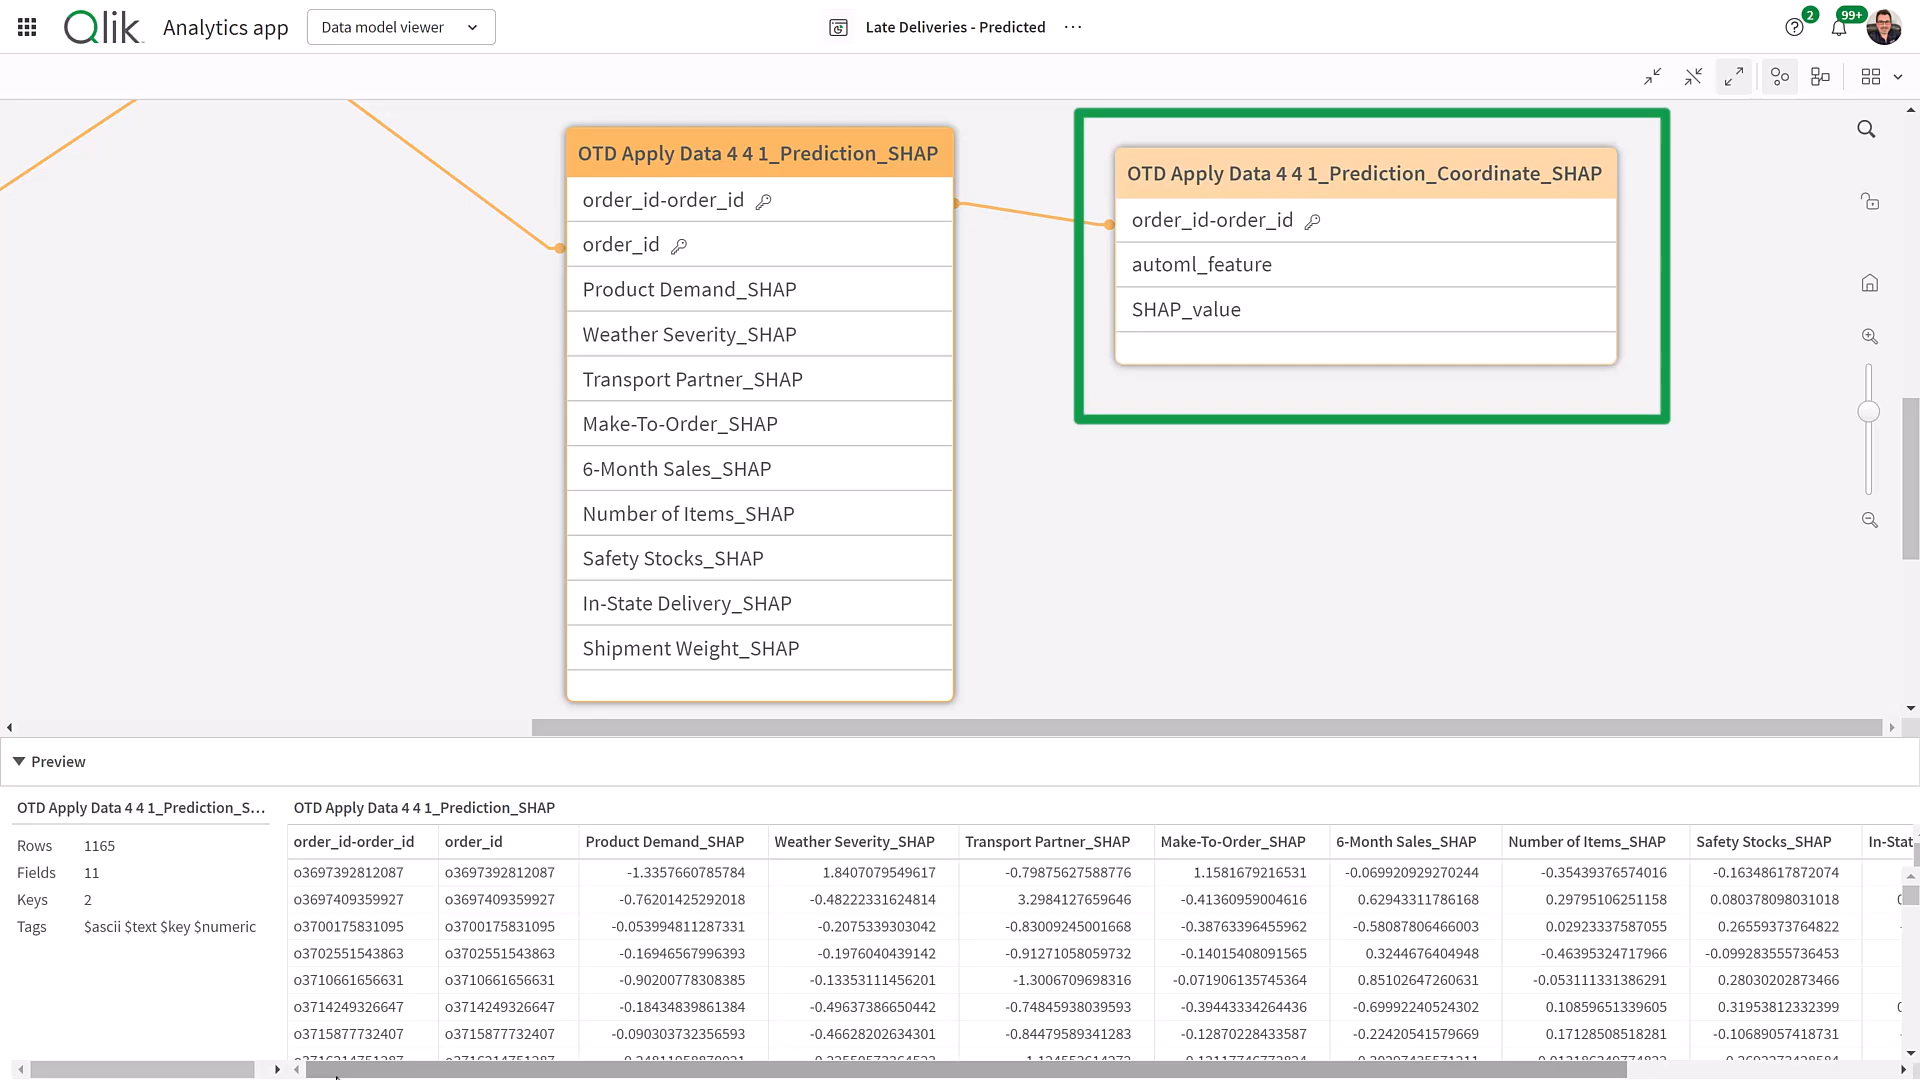 Qlik
Analytics app
Data model viewer
Late Deliveries - Predicted
2
99+
OTD Apply Data 4 4 1_Prediction_SHAP
order_id-order_id
order_id
Product Demand_SHAP
Weather Severity_SHAP
Transport Partner_SHAP
Make-To-Order_SHAP
6-Month Sales_SHAP
Number of Items_SHAP
Safety Stocks_SHAP
In-State Delivery_SHAP
Shipment Weight_SHAP
OTD Apply Data 4 4 1_Prediction_Coordinate_SHAP
order_id-order_id
automl_feature
SHAP_value
Preview
OTD Apply Data 4 4 1_Prediction_S...
Rows 1165
Fields 11
Keys 2
Tags $ascii $text $key $numeric
OTD Apply Data 4 4 1_Prediction_SHAP
order_id-order_id order_id Product Demand_SHAP Weather Severity_SHAP Transport Partner_SHAP Make-To-Order_SHAP 6-Month Sales_SHAP Number of Items_SHAP Safety Stocks_SHAP In-Stat
o3697392812087 o3697392812087 -1.3357660785784 1.8407079549617 -0.79875627588776 1.1581679216531 -0.069920929270244 -0.35439376574016 -0.16348617872074
o3697409359927 o3697409359927 -0.76201425292018 -0.48222331624814 3.2984127659646 -0.41360959004616 0.62943311786168 0.29795106251158 0.080378098031018
o3700175831095 o3700175831095 -0.053994811287331 -0.2075339303042 -0.83009245001668 -0.38763396455962 -0.58087806466003 0.02923337587055 0.26559373764822
o3702551543863 o3702551543863 -0.16946567996393 -0.1976040439142 -0.91271058059732 -0.14015408091565 0.3244676404948 -0.46395324717966 -0.099283555736453
o3710661656631 o3710661656631 -0.90200778308385 -0.13353111456201 -1.3006709698316 -0.071906135745364 0.85102647260631 -0.053111331386291 0.28030202873466
o3714249326647 o3714249326647 -0.18434839861384 -0.49637386650442 -0.74845938039593 -0.39443334264436 -0.69992240524302 0.10859651339605 0.31953812332399
o3715877732407 o3715877732407 -0.090303732356593 -0.46628202634301 -0.84479589341283 -0.12870228433587 -0.22420541579669 0.17128508518281 -0.10689057418731